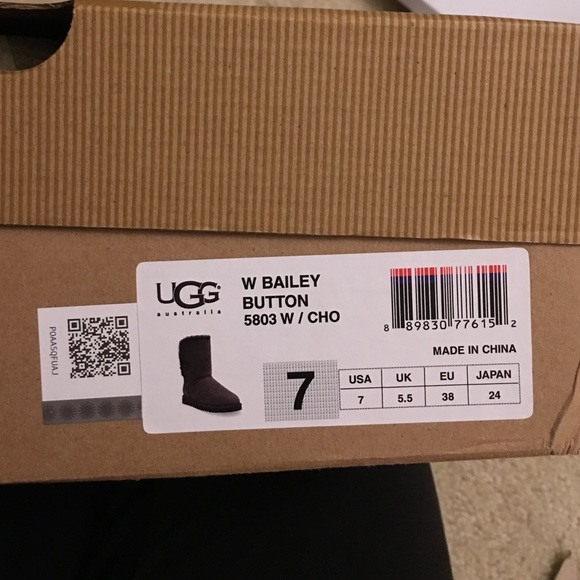 UGG®
australia
W BAILEY
BUTTON
5803 W / CHO
8 89830 77615 2
MADE IN CHINA
7
USA UK EU JAPAN
7 5.5 38 24
P0AA5QFUAJ